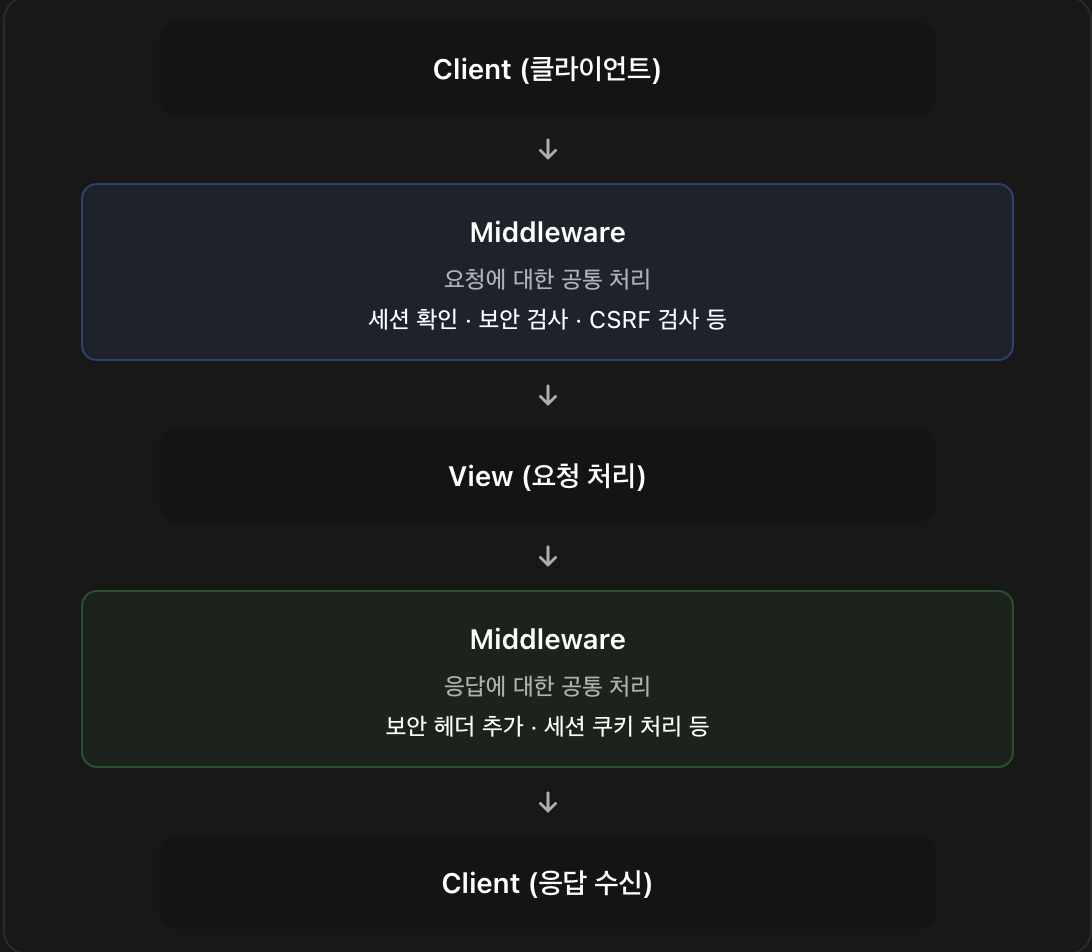 Client (클라이언트)
Middleware
요청에 대한 공통 처리
세션 확인 · 보안 검사 · CSRF 검사 등
View (요청 처리)
Middleware
응답에 대한 공통 처리
보안 헤더 추가 · 세션 쿠키 처리 등
Client (응답 수신)